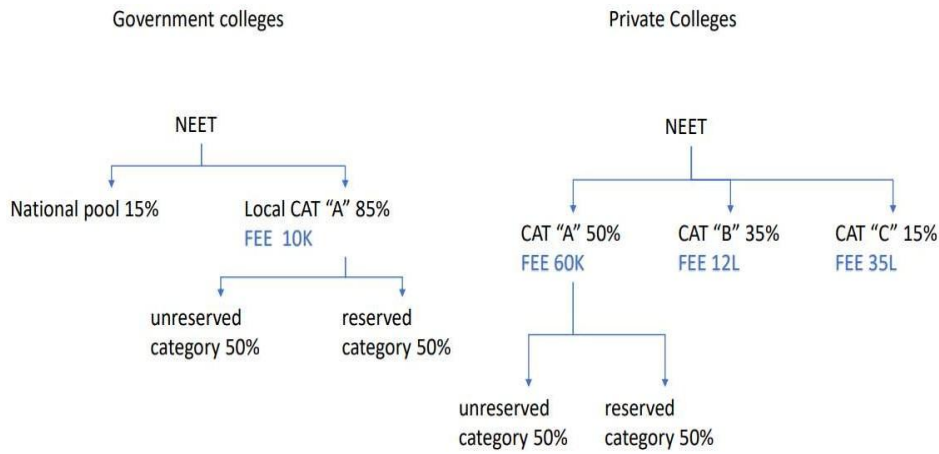 Government colleges
Private Colleges
NEET
National pool 15%
Local CAT “A” 85%
FEE 10K
unreserved
category 50%
reserved
category 50%
NEET
CAT “A” 50%
FEE 60K
CAT “B” 35%
FEE 12L
CAT “C” 15%
FEE 35L
unreserved
category 50%
reserved
category 50%